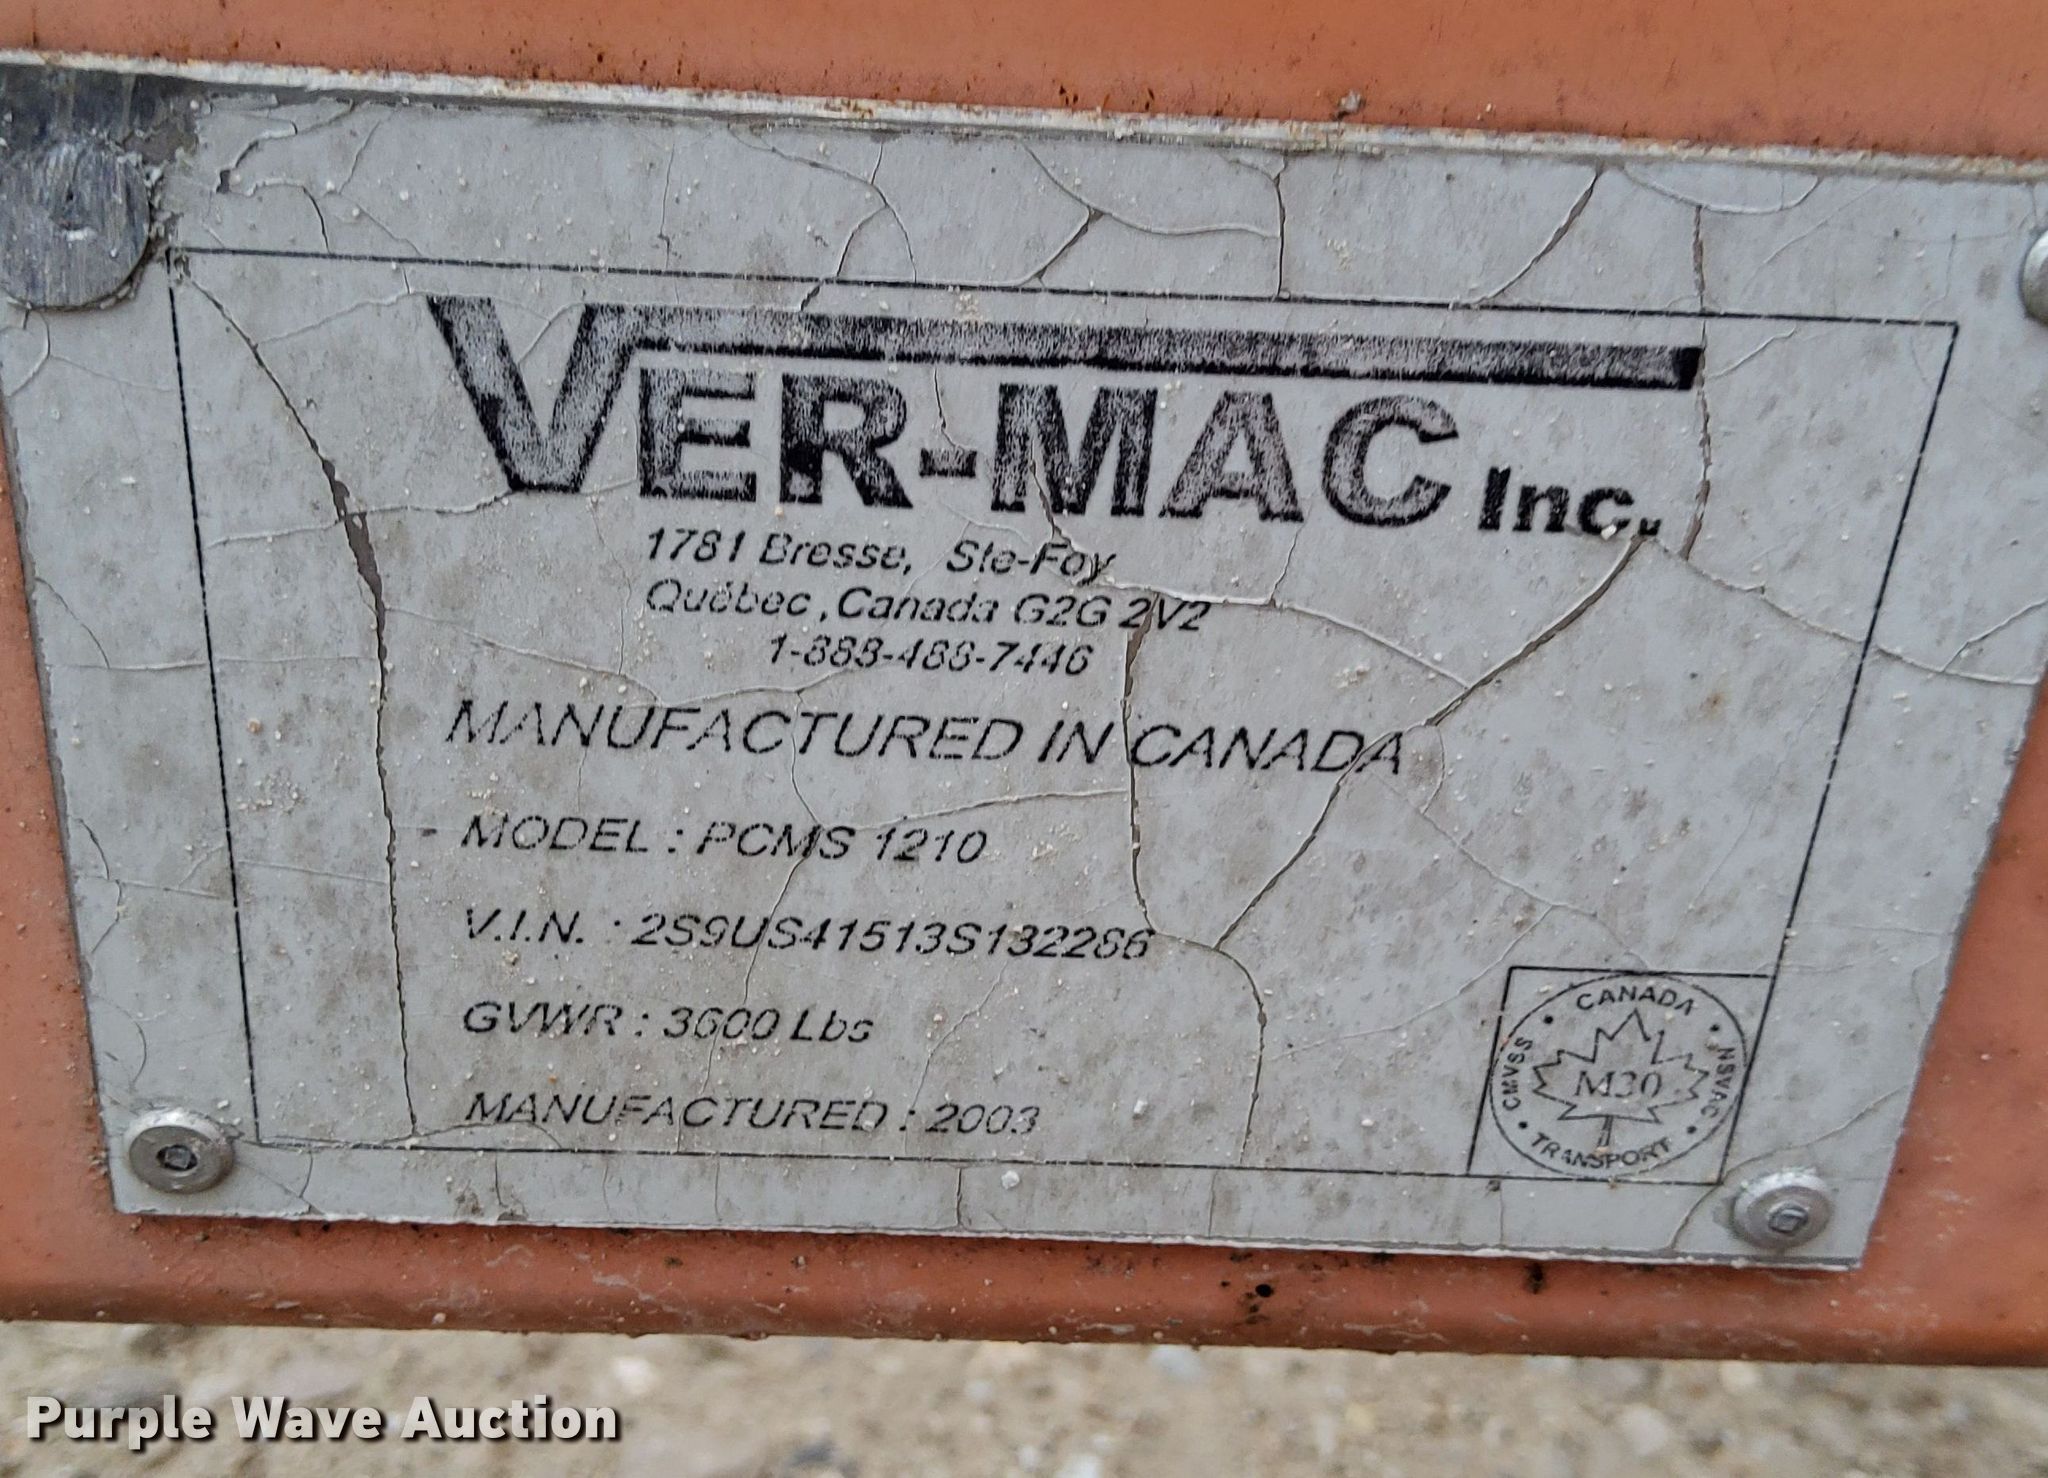 VER-MAC Inc.
1781 Bresse, Ste-Foy
Québec ,Canada G2G 2V2
1-888-488-7446
MANUFACTURED IN CANADA
MODEL : PCMS 1210
V.I.N. : 2S9US41513S132286
GVWR : 3600 Lbs
MANUFACTURED : 2003
CANADA
CMVSS
M30
NSVAC
TRANSPORT
Purple Wave Auction